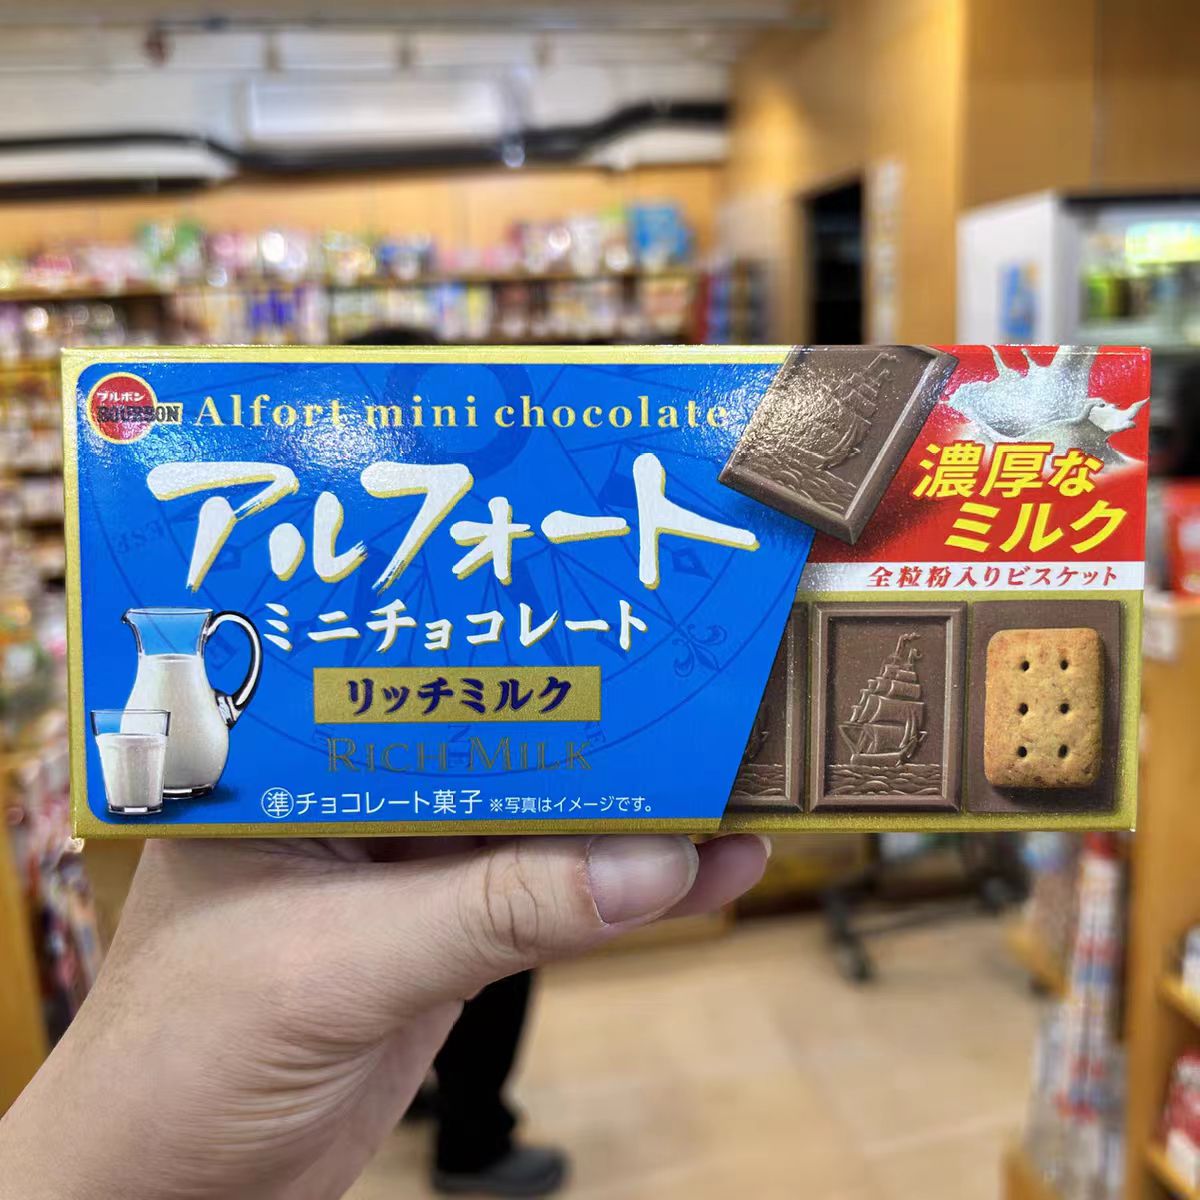 ブルボン
BOURBON
Alfort mini chocolate
アルフォート
ミニチョコレート
リッチミルク
RICH MILK
準チョコレート菓子 ※写真はイメージです。
濃厚な
ミルク
全粒粉入りビスケット